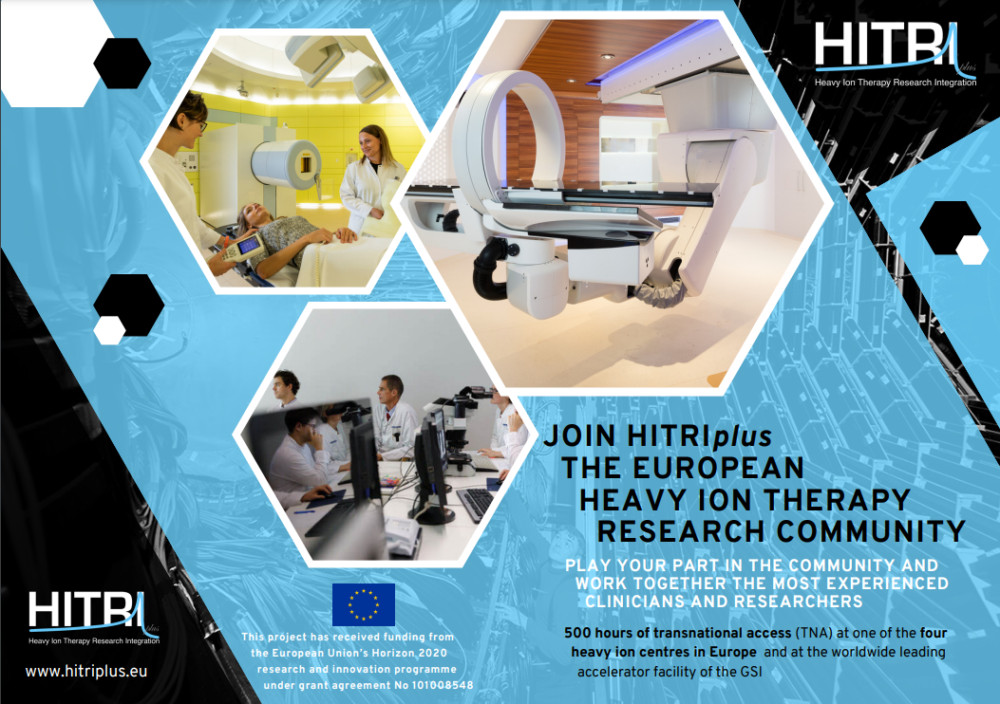 HITRI plus
Heavy Ion Therapy Research Integration
JOIN HITRIplus
THE EUROPEAN
HEAVY ION THERAPY
RESEARCH COMMUNITY
PLAY YOUR PART IN THE COMMUNITY AND
WORK TOGETHER THE MOST EXPERIENCED
CLINICIANS AND RESEARCHERS
500 hours of transnational access (TNA) at one of the four
heavy ion centres in Europe and at the worldwide leading
accelerator facility of the GSI
This project has received funding from
the European Union's Horizon 2020
research and innovation programme
under grant agreement No 101008548
HITRI plus
Heavy Ion Therapy Research Integration
www.hitriplus.eu